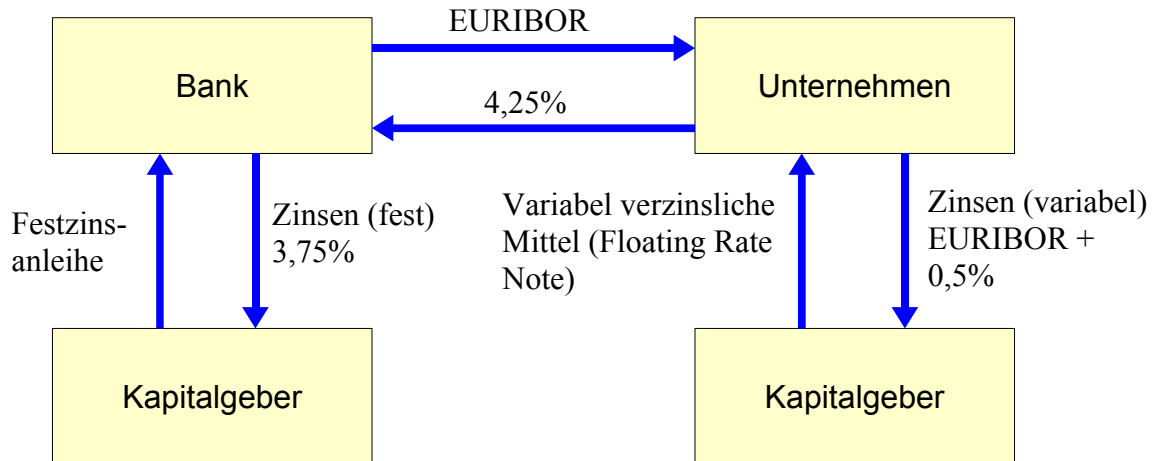 EURIBOR
Bank
Unternehmen
4,25%
Festzins-
anleihe
Zinsen (fest)
3,75%
Variabel verzinsliche
Mittel (Floating Rate
Note)
Zinsen (variabel)
EURIBOR +
0,5%
Kapitalgeber
Kapitalgeber